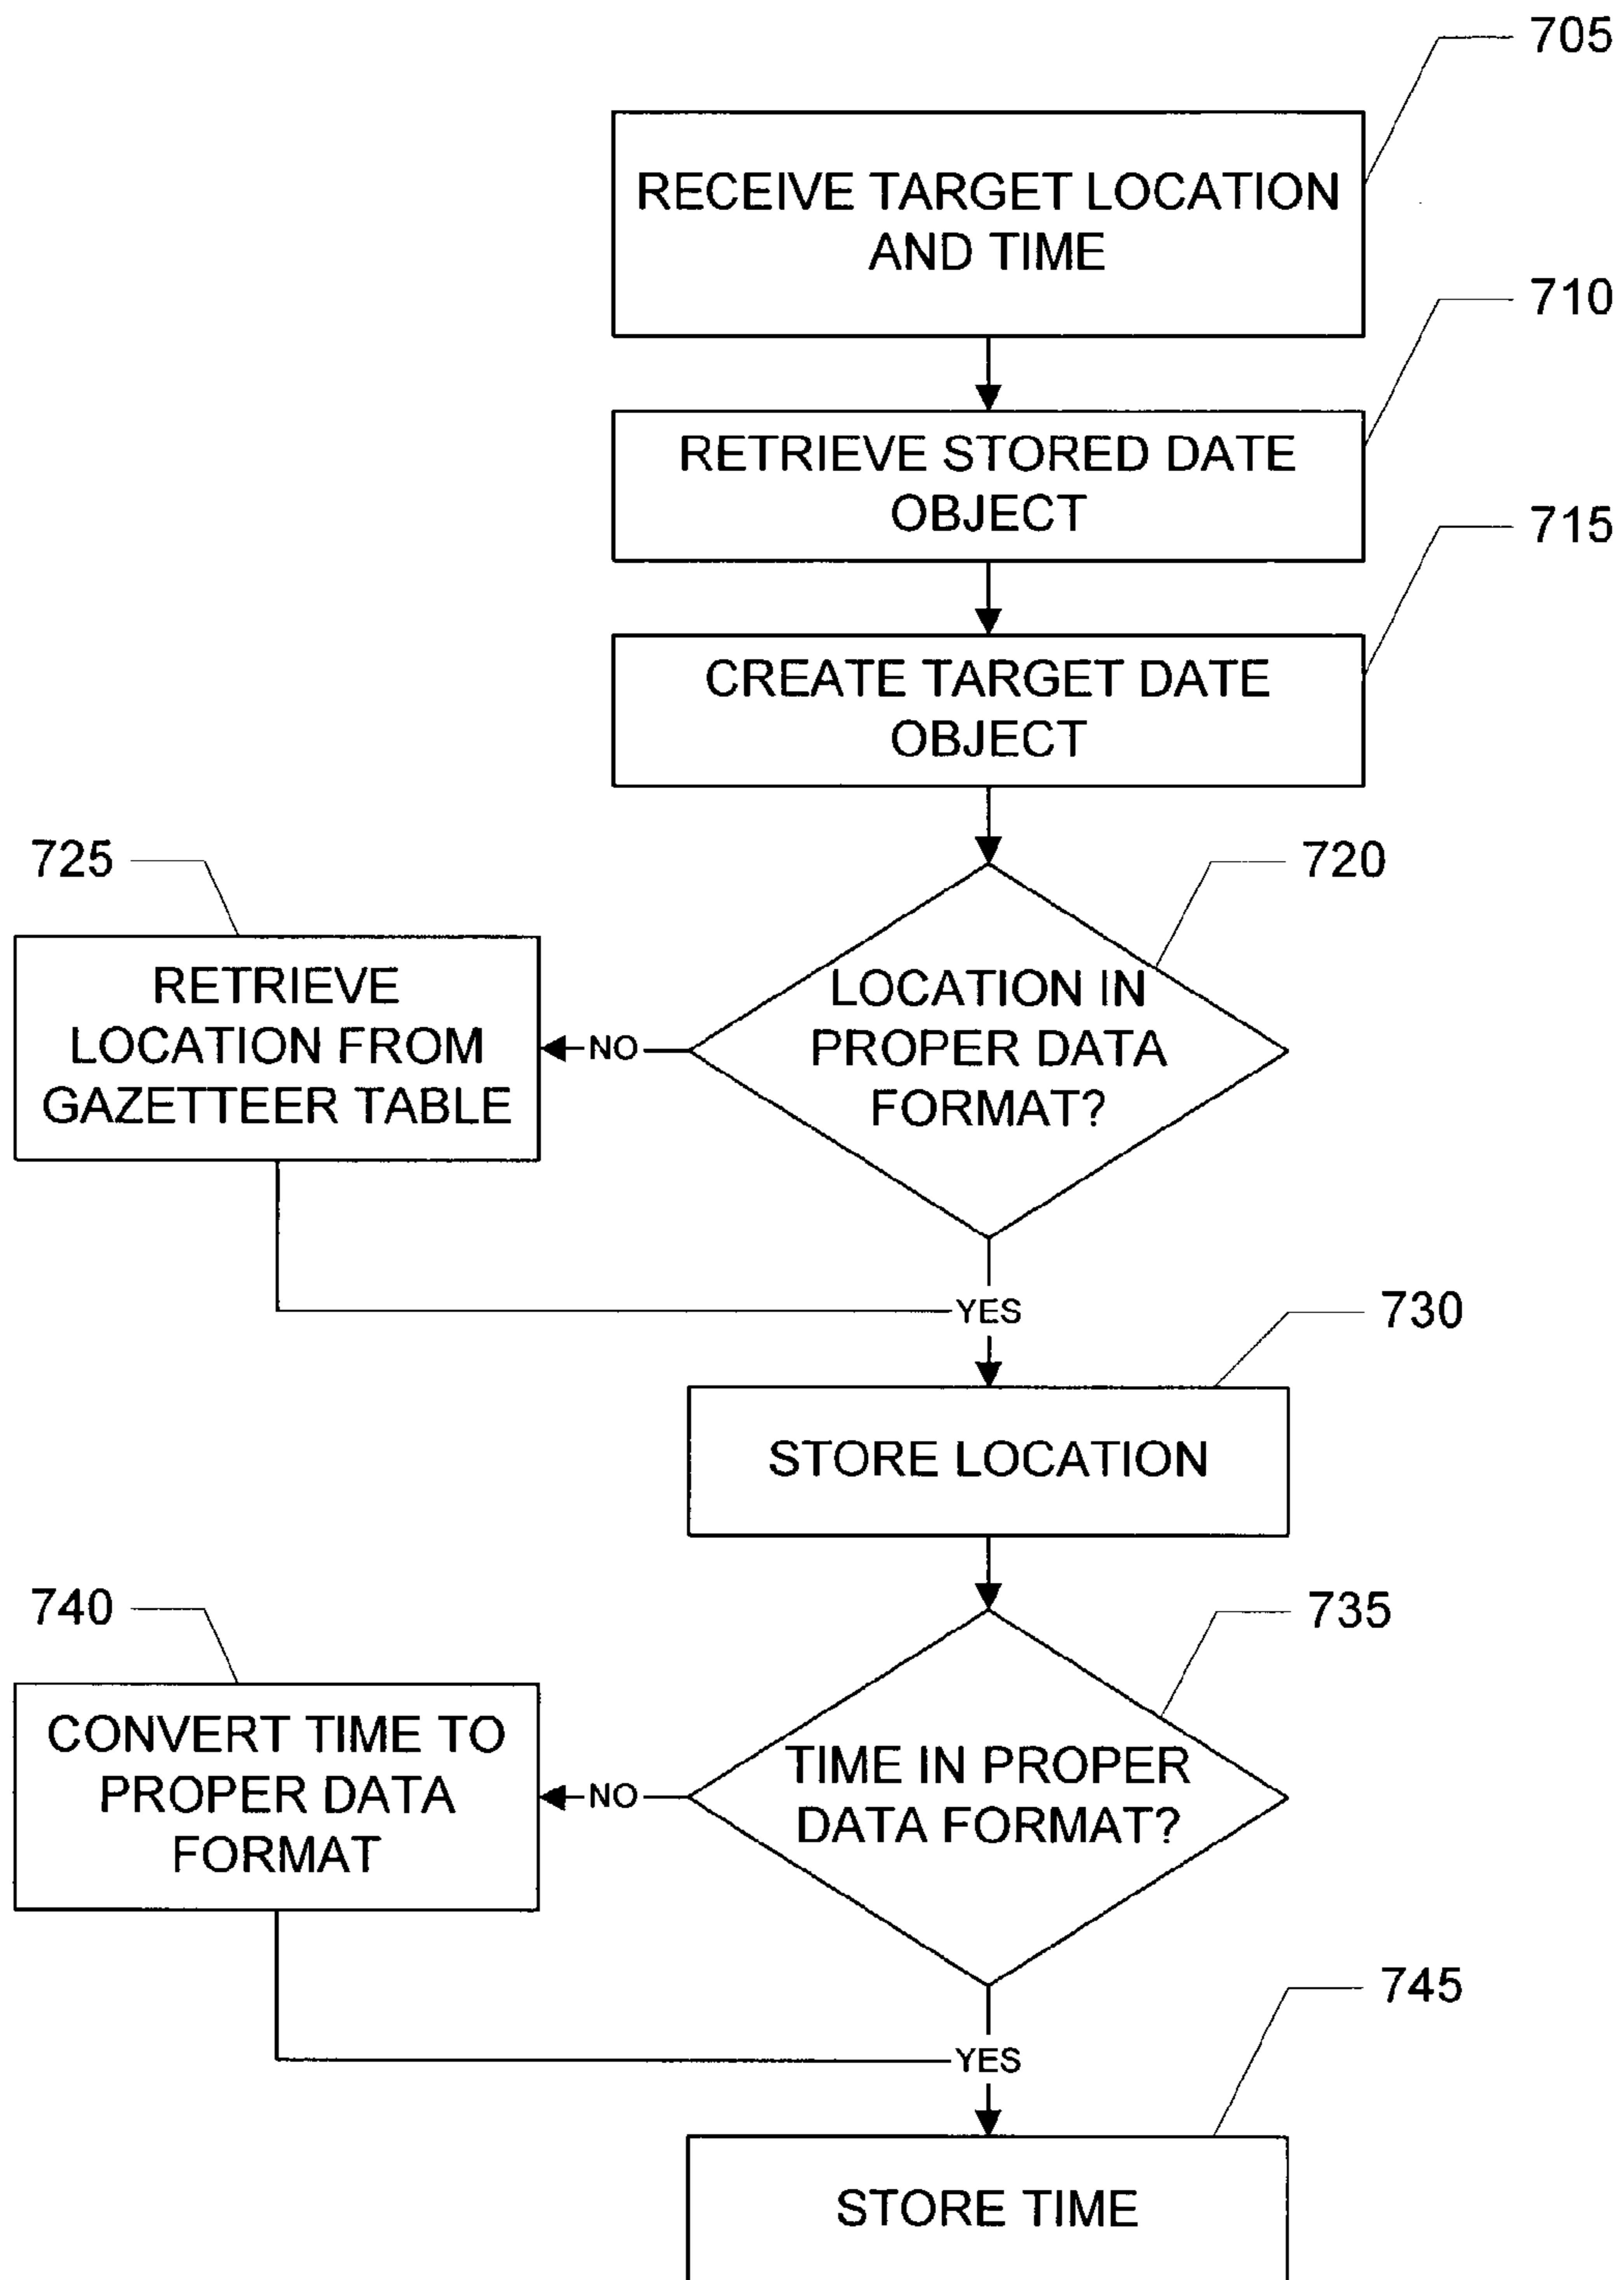 705
RECEIVE TARGET LOCATION
AND TIME
710
RETRIEVE STORED DATE
OBJECT
715
CREATE TARGET DATE
OBJECT
725
720
RETRIEVE
LOCATION FROM
GAZETTEER TABLE
NO
LOCATION IN
PROPER DATA
FORMAT?
YES
730
STORE LOCATION
740
735
CONVERT TIME TO
PROPER DATA
FORMAT
NO
TIME IN PROPER
DATA FORMAT?
YES
745
STORE TIME